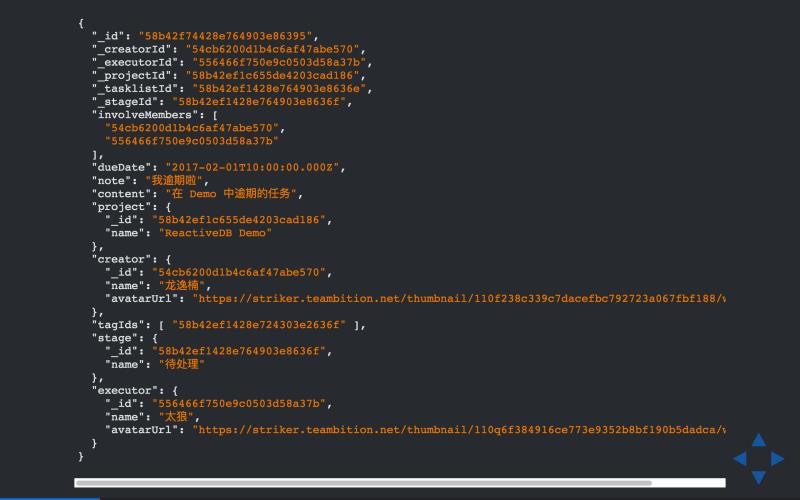 {
"_id": "58b42f74428e764903e86395",
"_creatorId": "54cb6200d1b4c6af47abe570",
"_executorId": "556466f750e9c0503d58a37b",
"_projectId": "58b42ef1c655de4203cad186",
"_tasklistId": "58b42ef1428e764903e8636e",
"_stageId": "58b42ef1428e764903e8636f",
"involveMembers": [
"54cb6200d1b4c6af47abe570",
"556466f750e9c0503d58a37b"
],
"dueDate": "2017-02-01T10:00:00.000Z",
"note": "我逾期啦",
"content": "在 Demo 中逾期的任务",
"project": {
"_id": "58b42ef1c655de4203cad186",
"name": "ReactiveDB Demo"
},
"creator": {
"_id": "54cb6200d1b4c6af47abe570",
"name": "龙逸楠",
"avatarUrl": "https://striker.teambition.net/thumbnail/110f238c339c7dacefbc792723a067fbf188/
},
"tagIds": [ "58b42ef1428e724303e2636f" ],
"stage": {
"_id": "58b42ef1428e764903e8636f",
"name": "待处理"
},
"executor": {
"_id": "556466f750e9c0503d58a37b",
"name": "太狼",
"avatarUrl": "https://striker.teambition.net/thumbnail/110q6f384916ce773e9352b8bf190b5dadca/
}
}